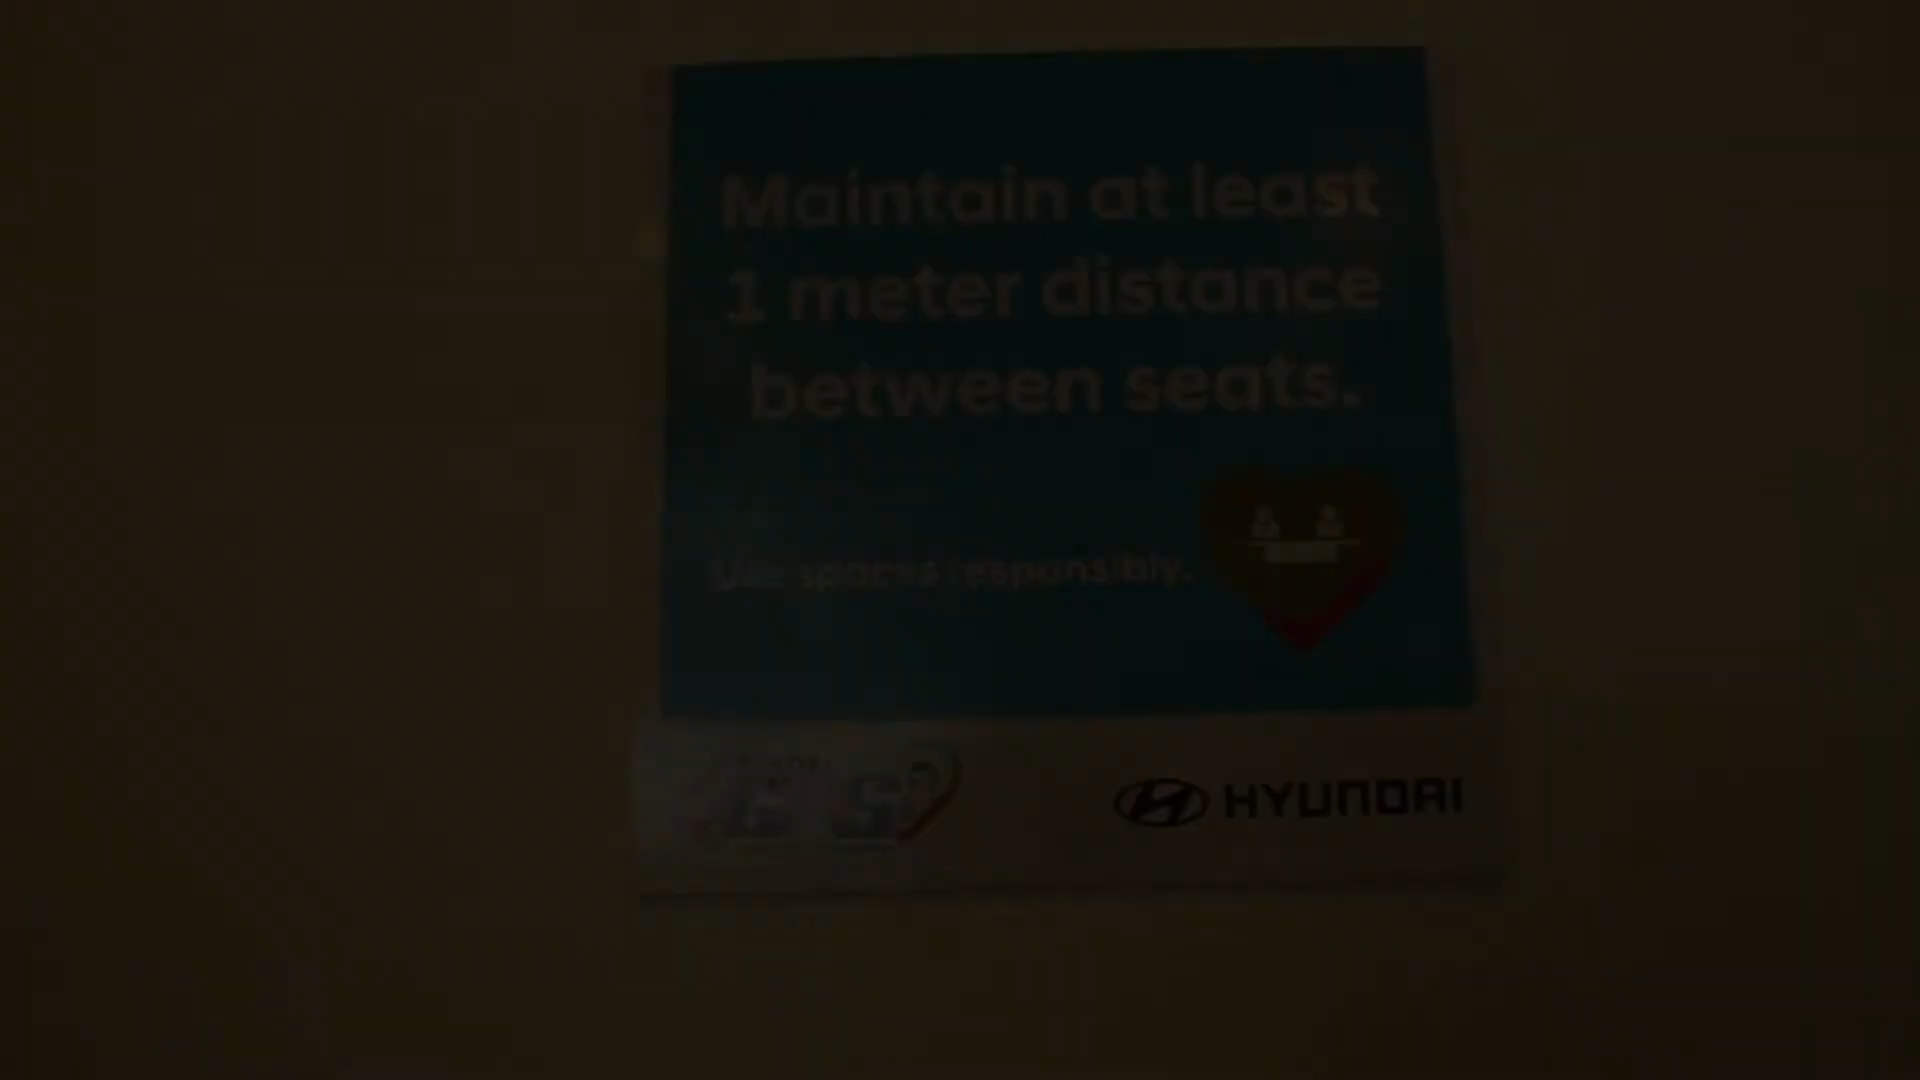 Maintain at least
1 meter distance
between seats.
Use spaces responsibly.
HYUNDAI